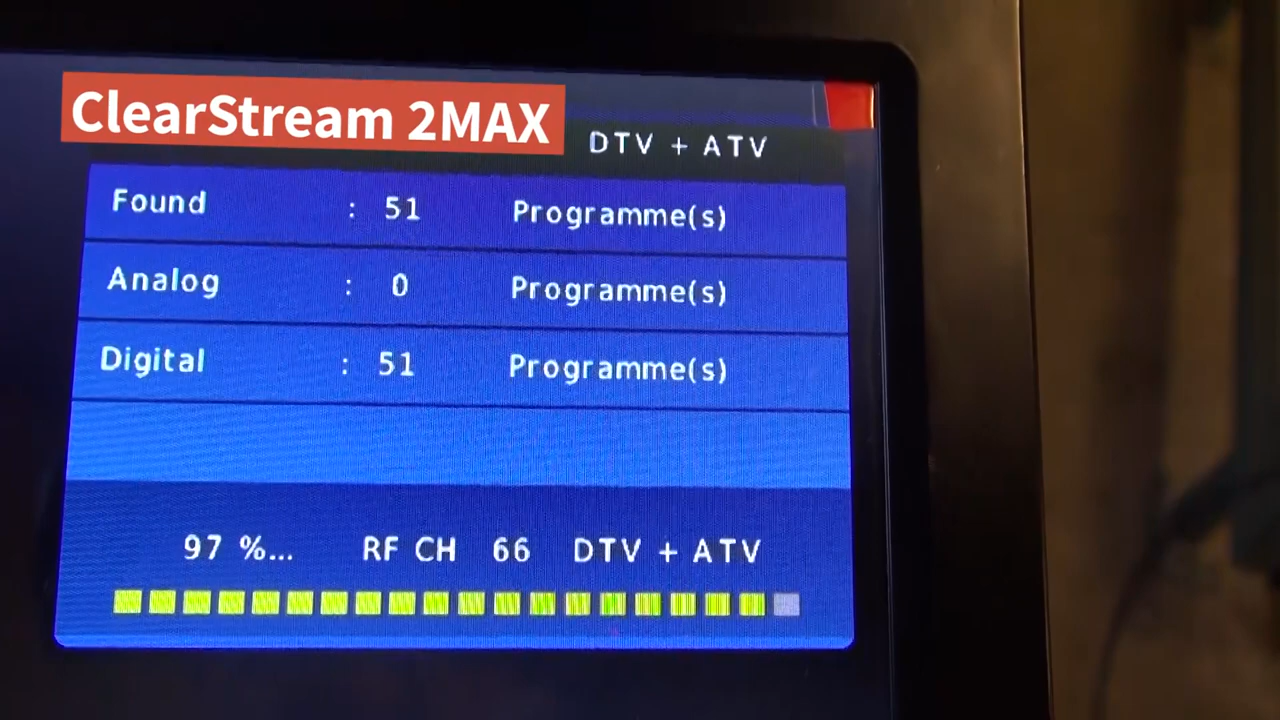 ClearStream 2MAX
DTV + ATV
Found : 51 Programme(s)
Analog : 0 Programme(s)
Digital : 51 Programme(s)
97 %... RF CH 66 DTV + ATV